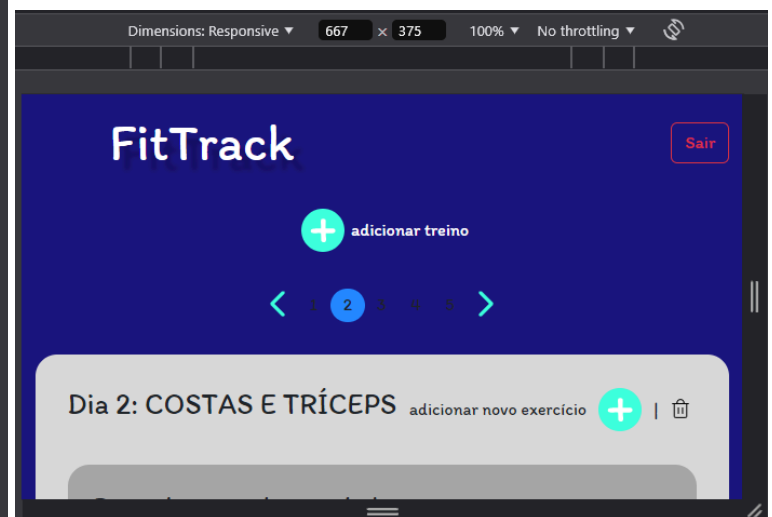 Dimensions: Responsive ▼ 667 × 375 100% ▼ No throttling ▼
FitTrack
Sair
adicionar treino
1 2 3 4 5
Dia 2: COSTAS E TRÍCEPS adicionar novo exercício |